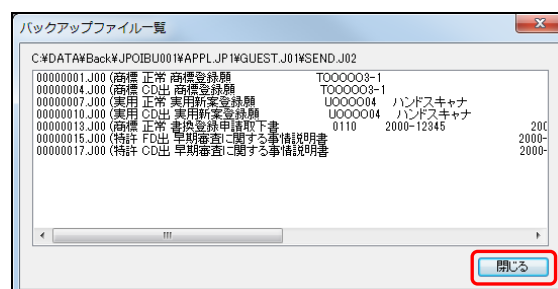 バックアップファイル一覧
C:¥DATA¥Back¥JPOIBU001¥APPL.JP1¥GUEST.J01¥SEND.J02
00000001.J00 (商標 正常 商標登録願 TOOOOO3-1
00000004.J00 (商標 CD出 商標登録願 TOOOOO3-1
00000007.J00 (実用 正常 実用新案登録願 UOOOO04 ハンドスキャナ
00000010.J00 (実用 CD出 実用新案登録願 UOOOO04 ハンドスキャナ
00000013.J00 (商標 正常 書換登録申請取下書 0110 2000-12345 200
00000015.J00 (特許 FD出 早期審査に関する事情説明書 2000-
00000017.J00 (特許 CD出 早期審査に関する事情説明書 2000-
閉じる